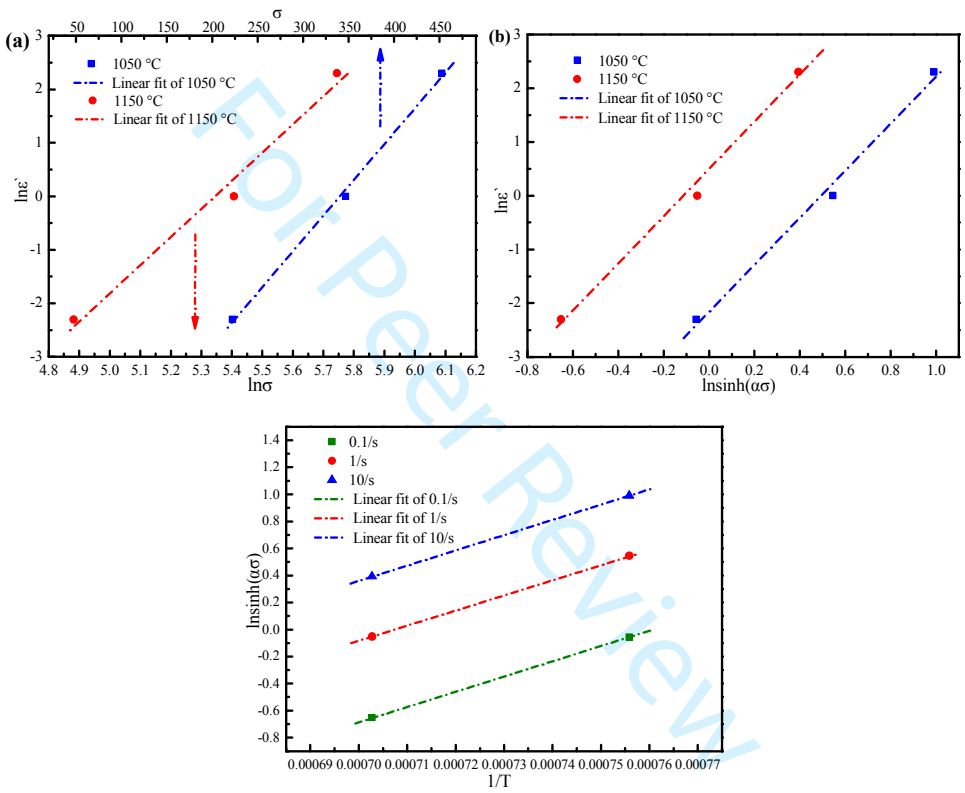 σ
50 100 150 200 250 300 350 400 450
(a)
3
2
1
0
-1
-2
-3
lnε`
1050 °C
Linear fit of 1050 °C
1150 °C
Linear fit of 1150 °C
4.8 4.9 5.0 5.1 5.2 5.3 5.4 5.5 5.6 5.7 5.8 5.9 6.0 6.1 6.2
lnσ
(b)
3
2
1
0
-1
-2
-3
lnε`
1050 °C
1150 °C
Linear fit of 1050 °C
Linear fit of 1150 °C
-0.8 -0.6 -0.4 -0.2 0.0 0.2 0.4 0.6 0.8 1.0
lnsinh(ασ)
1.4
1.2
1.0
0.8
0.6
0.4
0.2
0.0
-0.2
-0.4
-0.6
-0.8
lnsinh(ασ)
0.1/s
1/s
10/s
Linear fit of 0.1/s
Linear fit of 1/s
Linear fit of 10/s
0.00069 0.00070 0.00071 0.00072 0.00073 0.00074 0.00075 0.00076 0.00077
1/T
For Peer Review